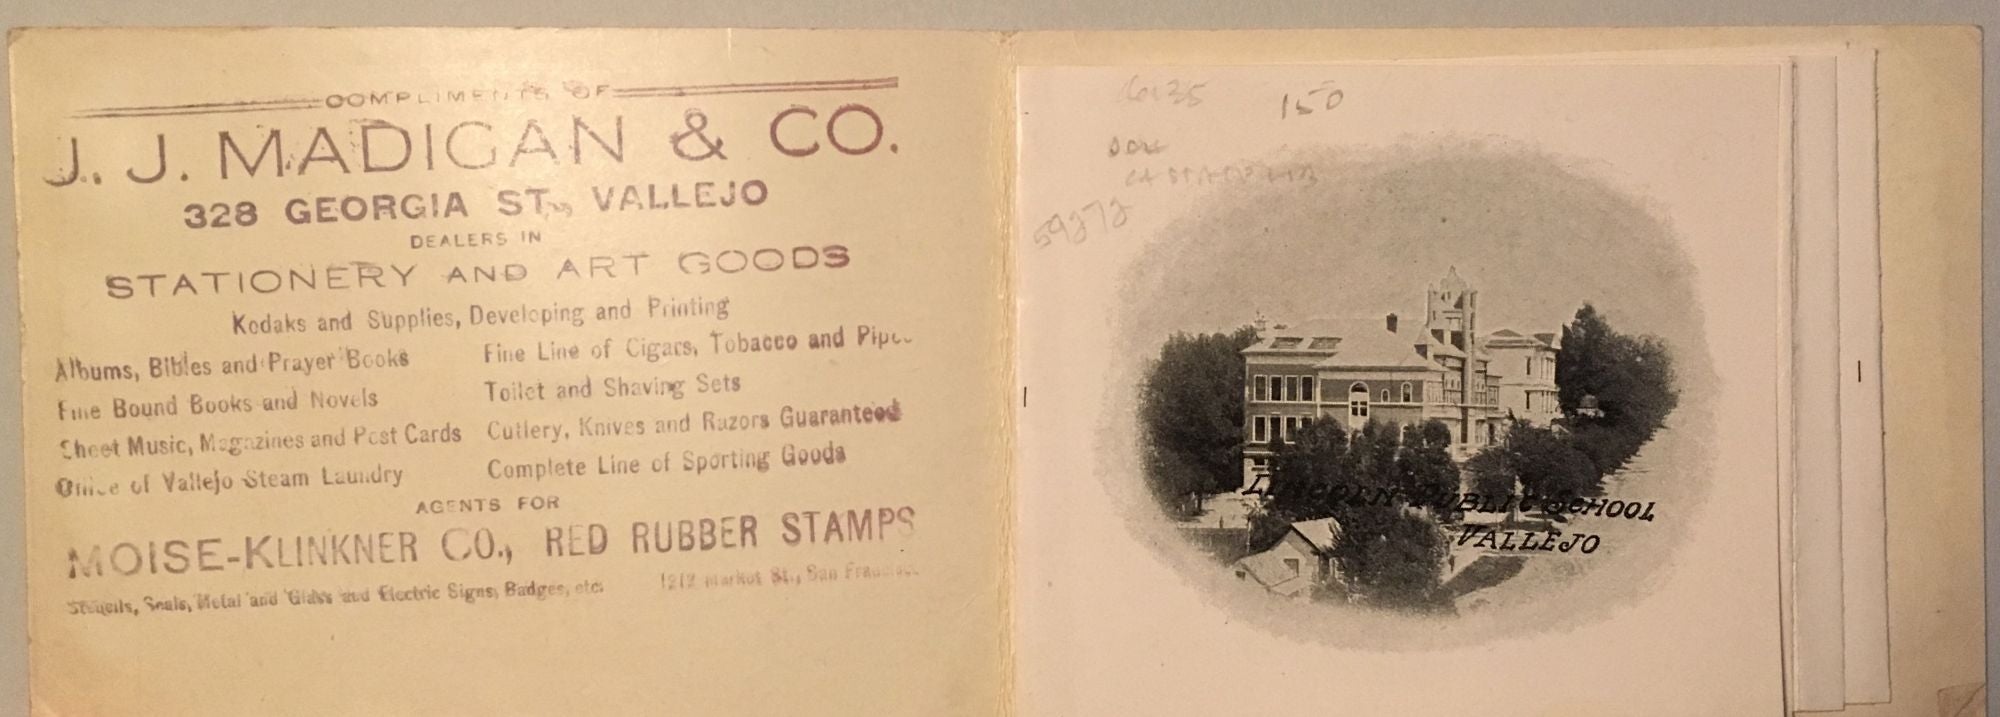 COMPLIMENTS OF
J. J. MADIGAN & CO.
328 GEORGIA ST., VALLEJO
DEALERS IN
STATIONERY AND ART GOODS
Kodaks and Supplies, Developing and Printing
Albums, Bibles and Prayer Books
Fine Bound Books and Novels
Sheet Music, Magazines and Post Cards
Office of Vallejo Steam Laundry
Fine Line of Cigars, Tobacco and Pipes
Toilet and Shaving Sets
Cutlery, Knives and Razors Guaranteed
Complete Line of Sporting Goods
AGENTS FOR
MOISE-KLINKNER CO., RED RUBBER STAMPS
Stencils, Seals, Metal and Glass and Electric Signs, Badges, etc. 1212 Market St., San Francisco
150
LINCOLN PUBLIC SCHOOL
VALLEJO